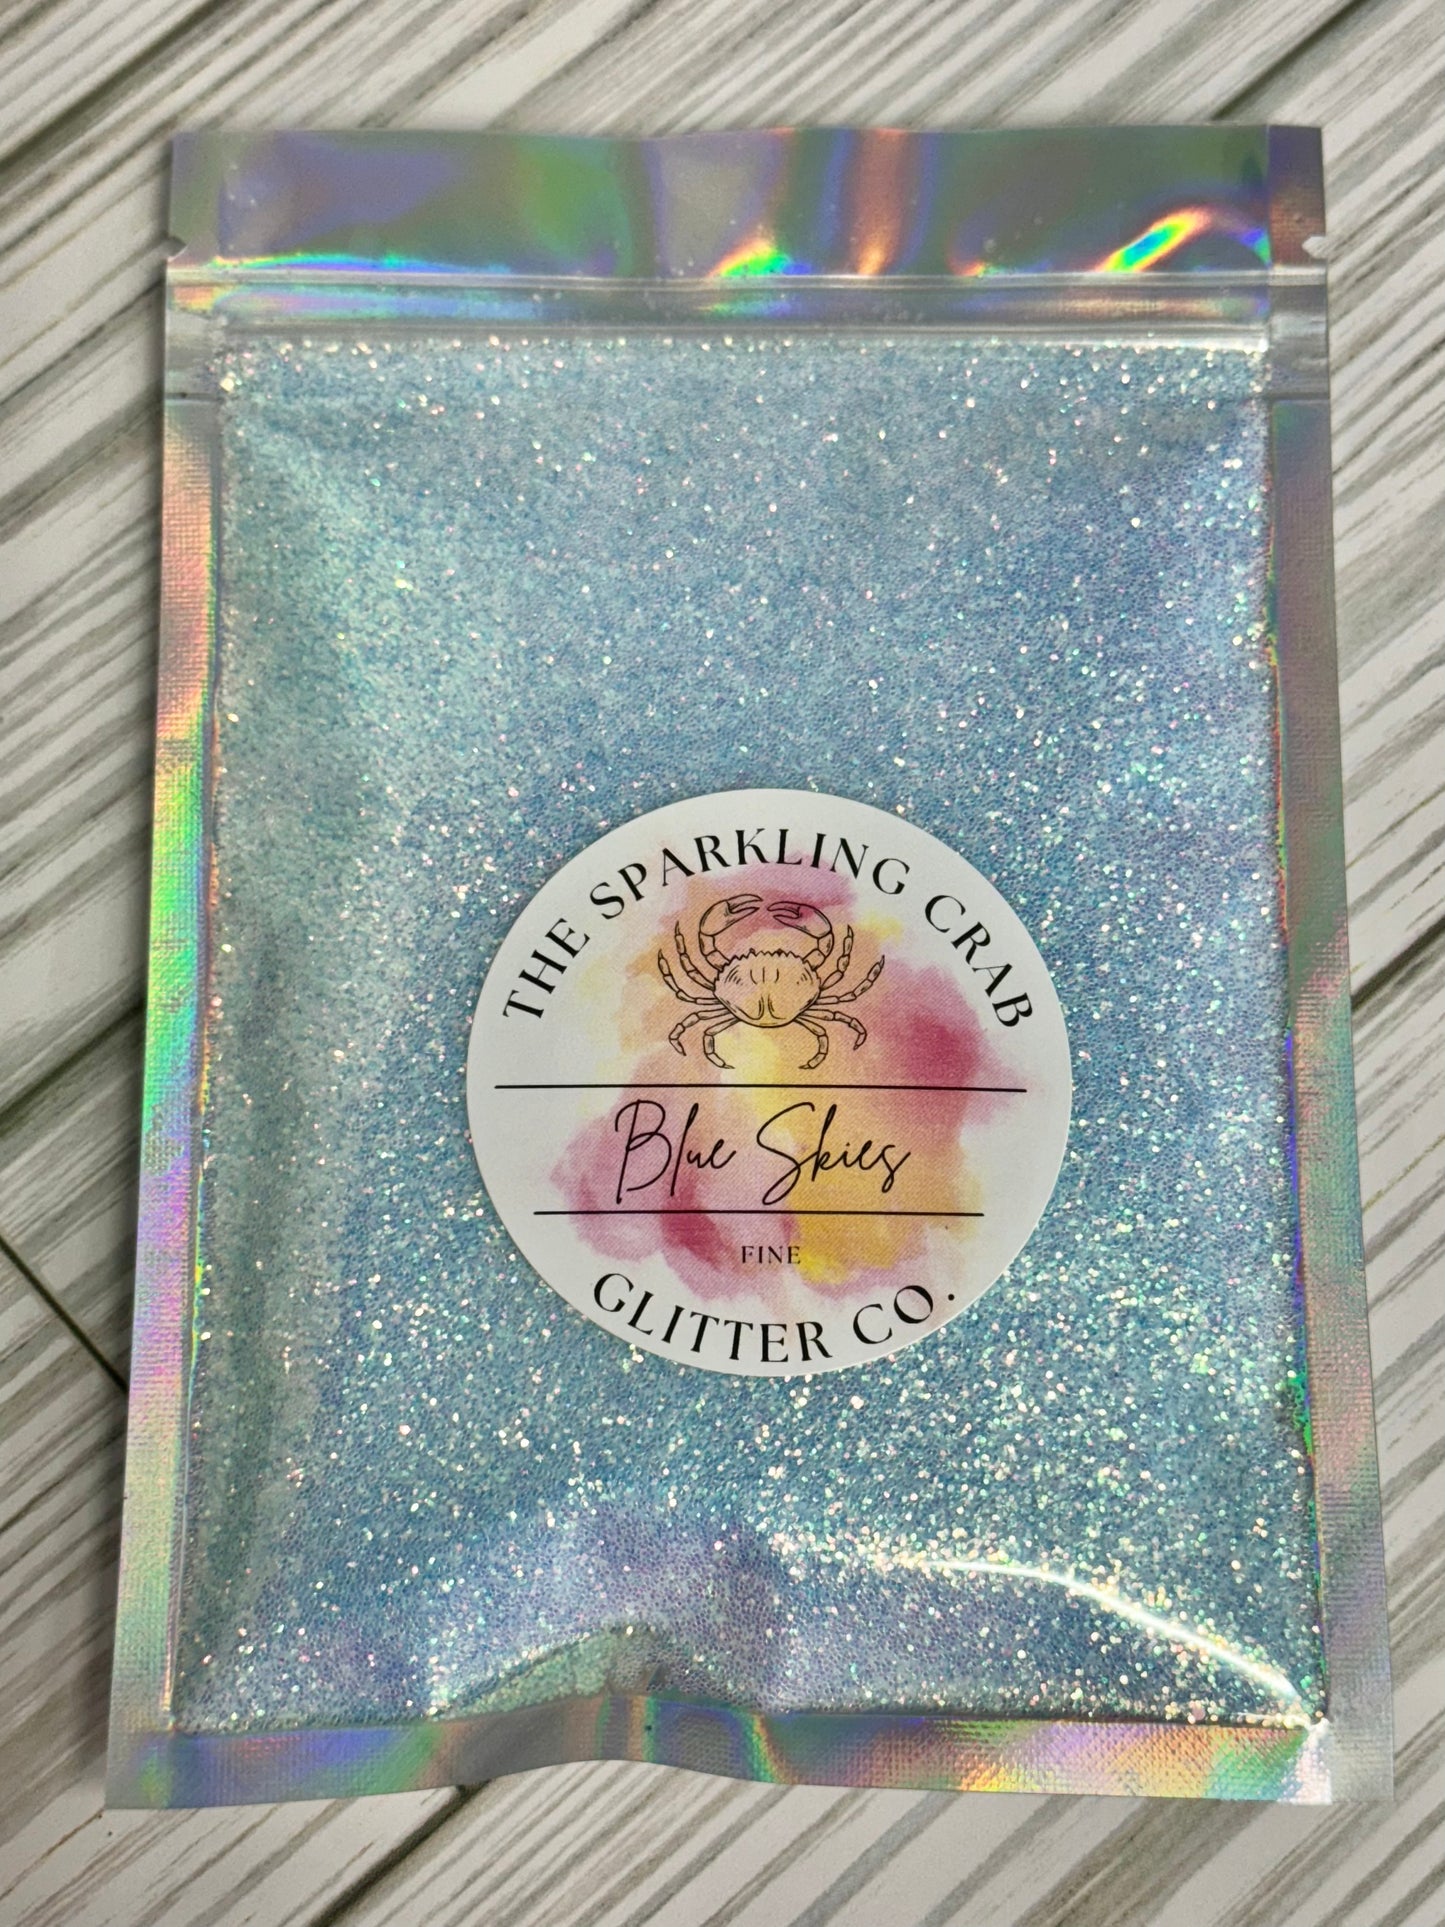 THE SPARKLING CRAB
Blue Skies
FINE
GLITTER CO.